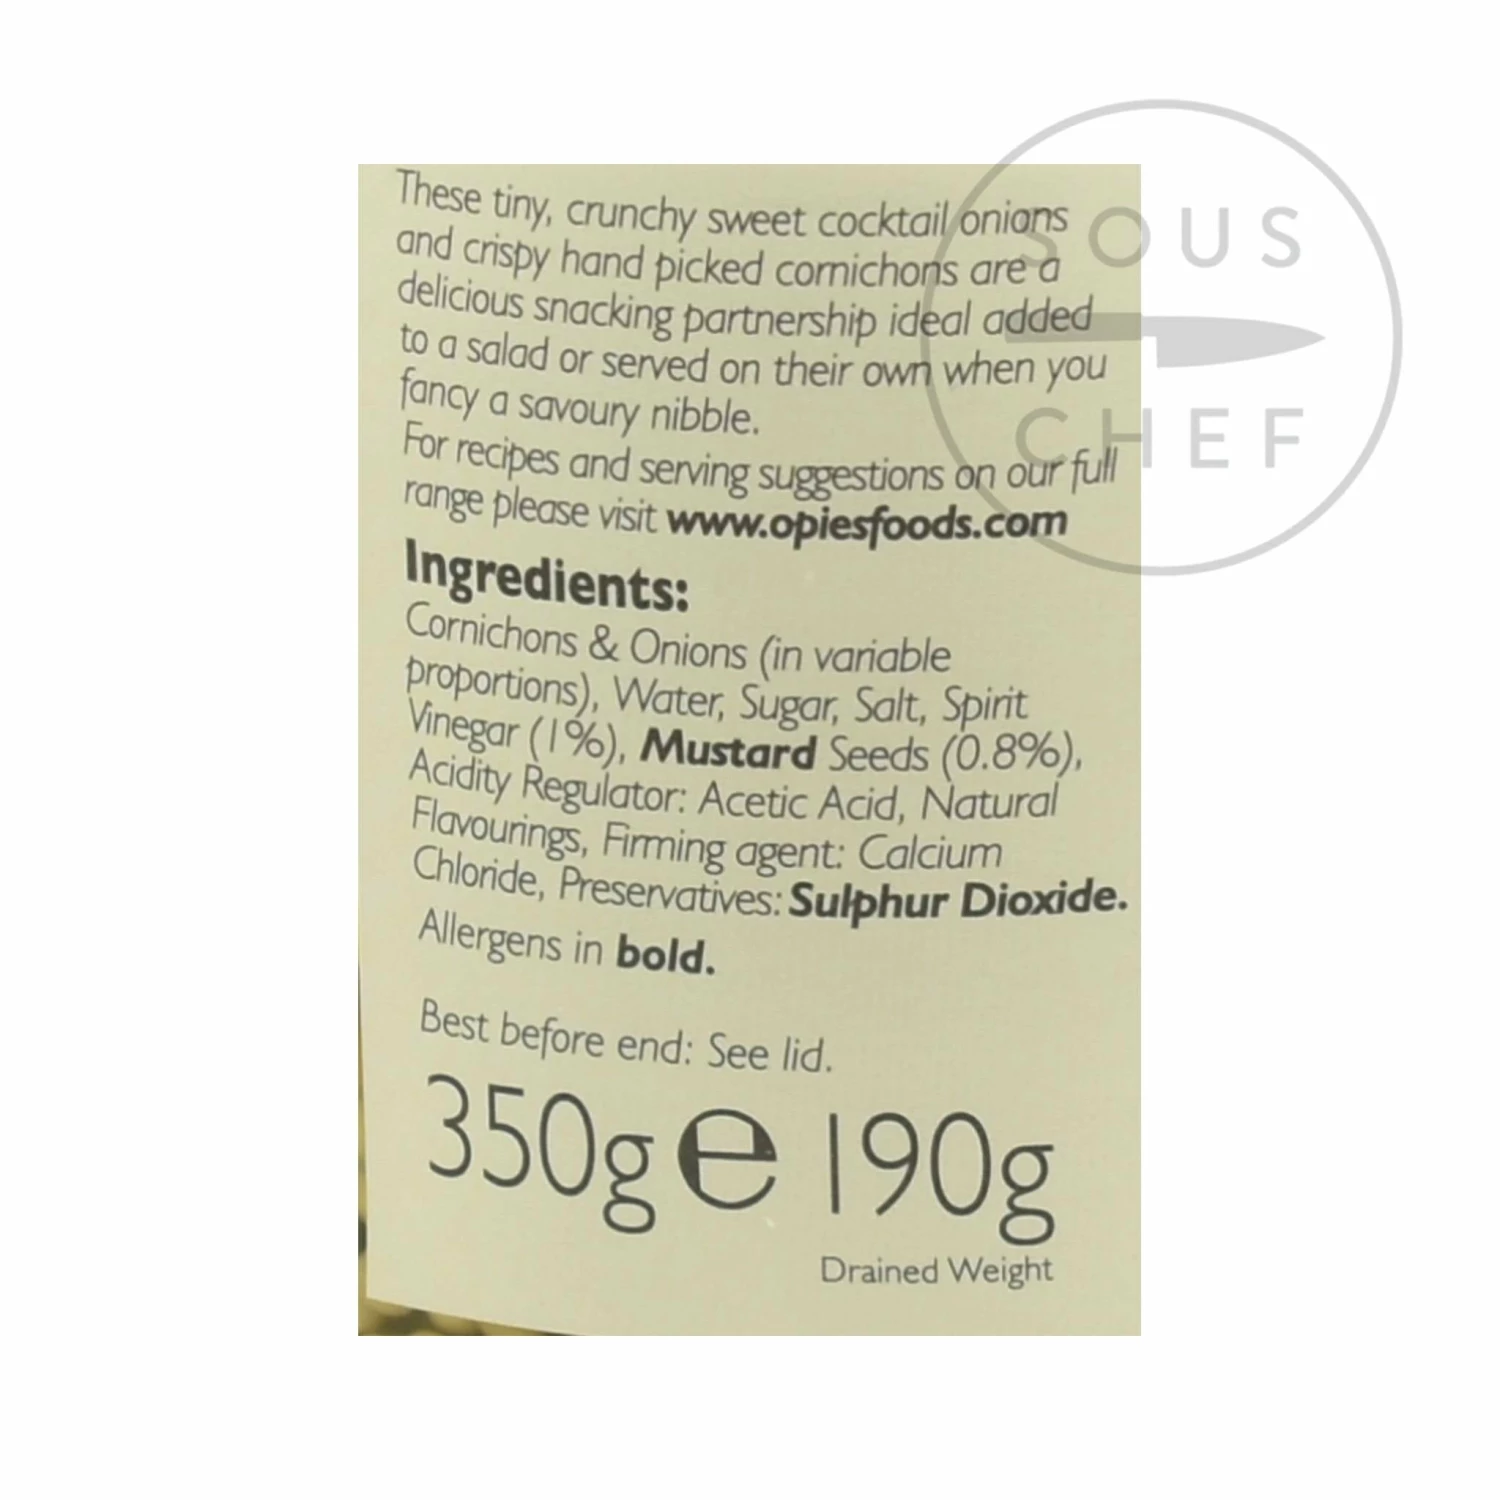 These tiny, crunchy sweet cocktail onions
and crispy hand picked cornichons are a
delicious snacking partnership ideal added
to a salad or served on their own when you
fancy a savoury nibble.
For recipes and serving suggestions on our full
range please visit www.opiesfoods.com
Ingredients:
Cornichons & Onions (in variable
proportions), Water, Sugar, Salt, Spirit
Vinegar (1%), Mustard Seeds (0.8%),
Acidity Regulator: Acetic Acid, Natural
Flavourings, Firming agent: Calcium
Chloride, Preservatives: Sulphur Dioxide.
Allergens in bold.
Best before end: See lid.
350g e 190g
Drained Weight
SOUS
CHEF